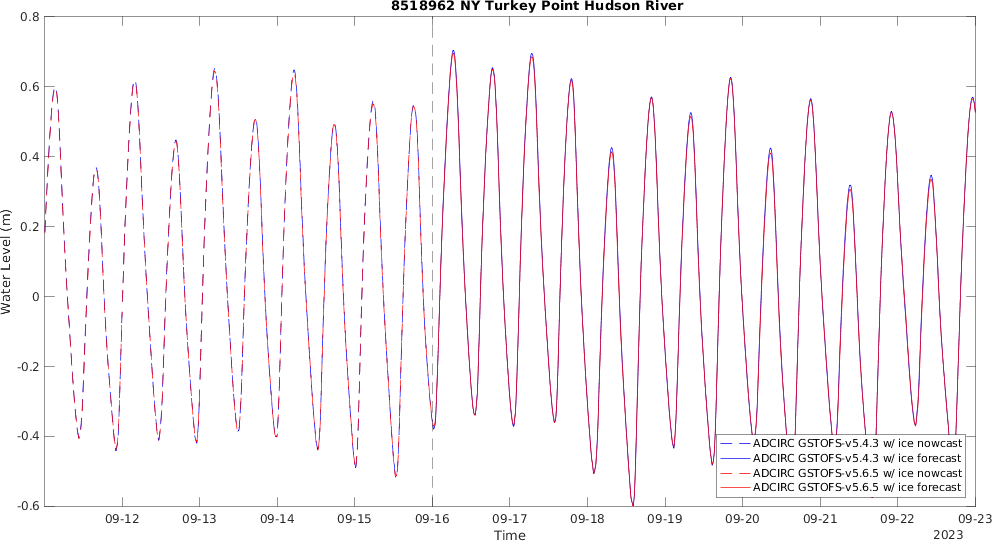 8518962 NY Turkey Point Hudson River
0.8
0.6
0.4
0.2
0
-0.2
-0.4
-0.6
Water Level (m)
ADCIRC GSTOFS-v5.4.3 w/ ice nowcast
ADCIRC GSTOFS-v5.4.3 w/ ice forecast
ADCIRC GSTOFS-v5.6.5 w/ ice nowcast
ADCIRC GSTOFS-v5.6.5 w/ ice forecast
09-12 09-13 09-14 09-15 09-16 09-17 09-18 09-19 09-20 09-21 09-22 09-23
Time
2023